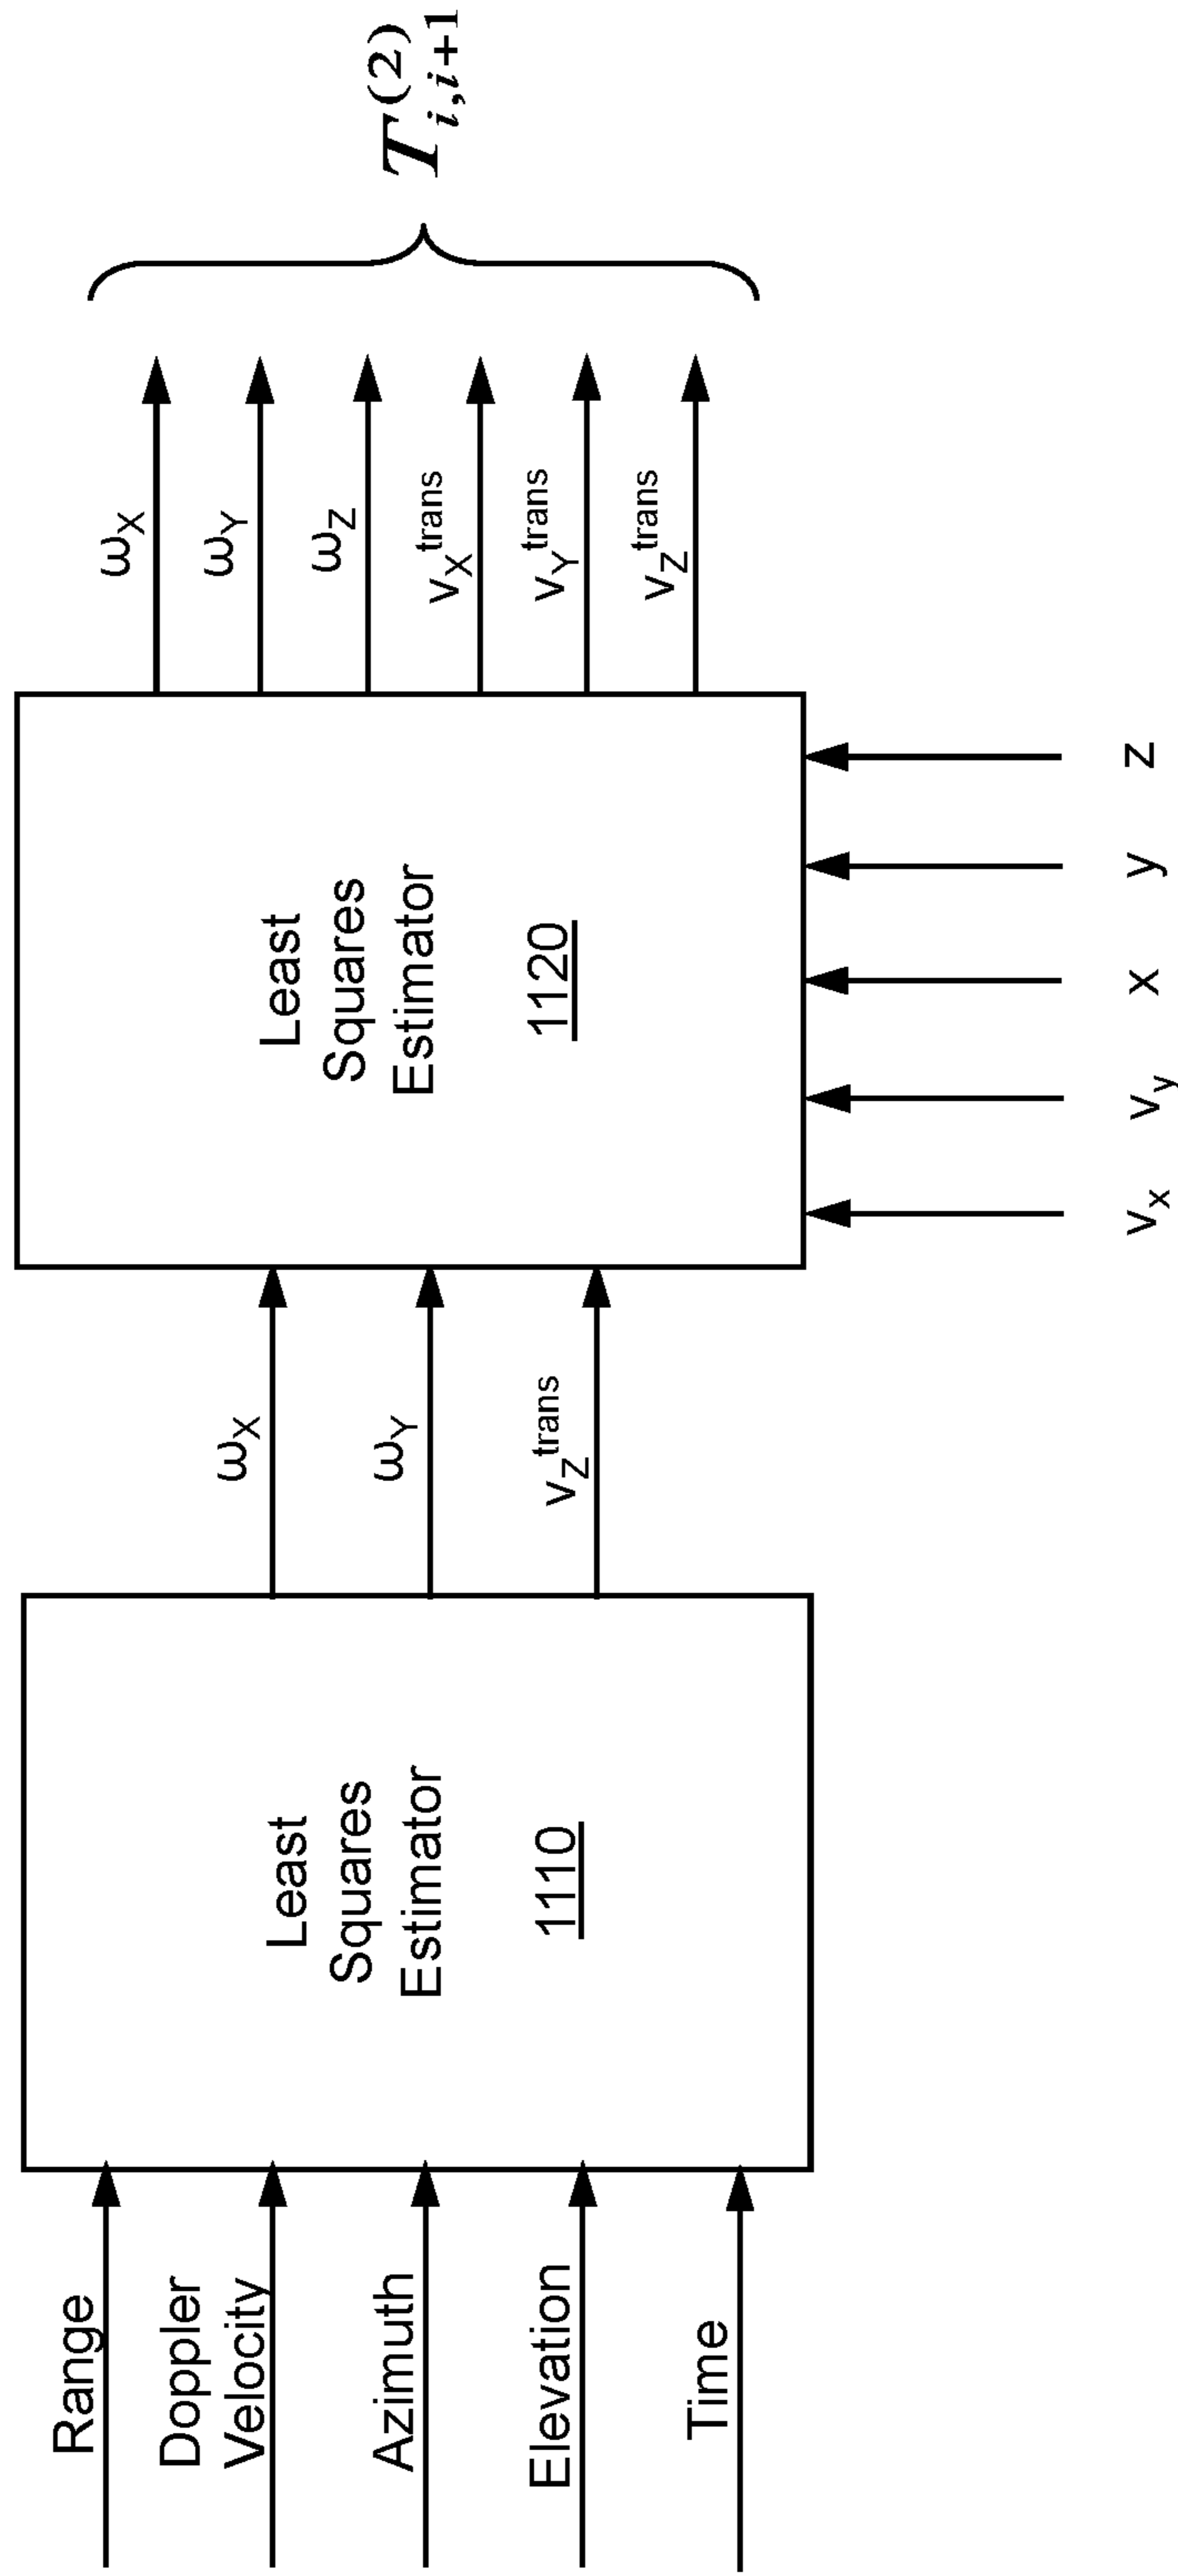 Range
Doppler
Velocity
Azimuth
Elevation
Time
Least
Squares
Estimator
1110
ωX
ωY
vZtrans
Least
Squares
Estimator
1120
vx
vy
x
y
z
ωX
ωY
ωZ
vXtrans
vYtrans
vZtrans
T(2)i,i+1